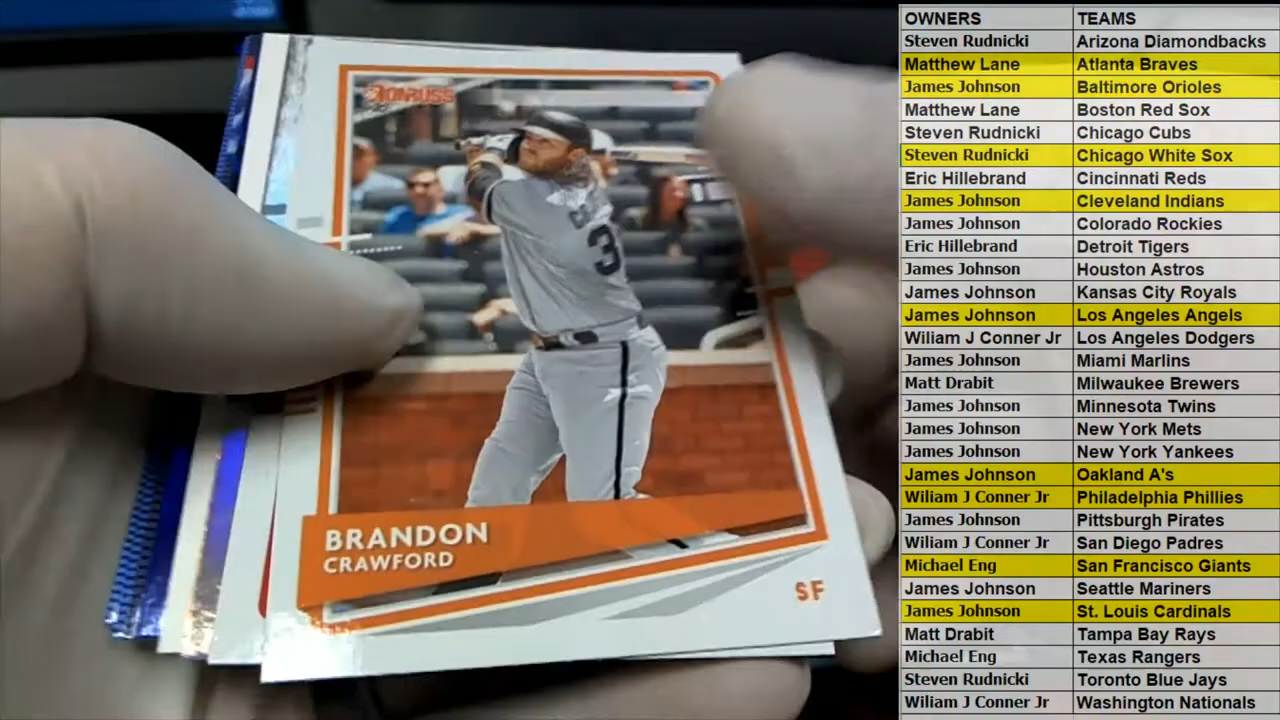 DONRUSS
3
BRANDON
CRAWFORD
SF
OWNERS TEAMS
Steven Rudnicki Arizona Diamondbacks
Matthew Lane Atlanta Braves
James Johnson Baltimore Orioles
Matthew Lane Boston Red Sox
Steven Rudnicki Chicago Cubs
Steven Rudnicki Chicago White Sox
Eric Hillebrand Cincinnati Reds
James Johnson Cleveland Indians
James Johnson Colorado Rockies
Eric Hillebrand Detroit Tigers
James Johnson Houston Astros
James Johnson Kansas City Royals
James Johnson Los Angeles Angels
Wiliam J Conner Jr Los Angeles Dodgers
James Johnson Miami Marlins
Matt Drabit Milwaukee Brewers
James Johnson Minnesota Twins
James Johnson New York Mets
James Johnson New York Yankees
James Johnson Oakland A's
Wiliam J Conner Jr Philadelphia Phillies
James Johnson Pittsburgh Pirates
Wiliam J Conner Jr San Diego Padres
Michael Eng San Francisco Giants
James Johnson Seattle Mariners
James Johnson St. Louis Cardinals
Matt Drabit Tampa Bay Rays
Michael Eng Texas Rangers
Steven Rudnicki Toronto Blue Jays
Wiliam J Conner Jr Washington Nationals